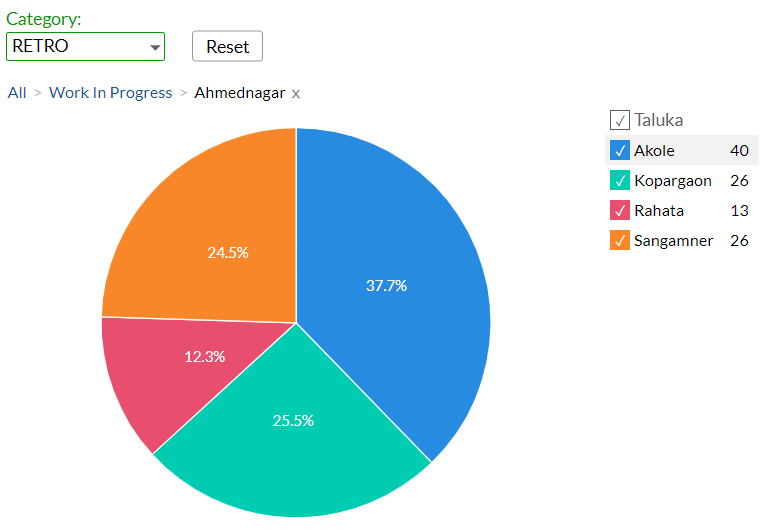 Category:
RETRO
Reset
All > Work In Progress > Ahmednagar x
Taluka
Akole 40
Kopargaon 26
Rahata 13
Sangamner 26
24.5%
37.7%
12.3%
25.5%